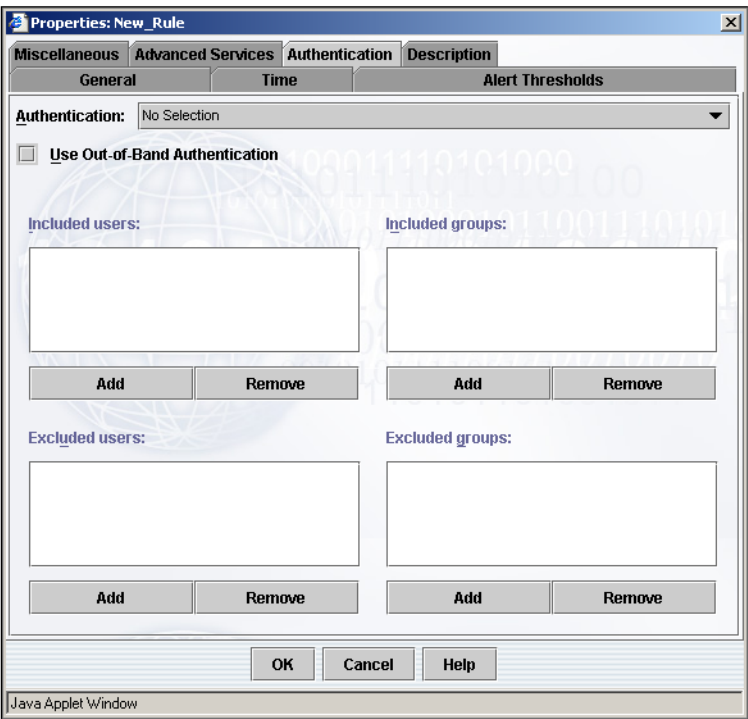 Properties: New_Rule
Miscellaneous Advanced Services Authentication Description
General Time Alert Thresholds
Authentication: No Selection
Use Out-of-Band Authentication
Included users: Included groups:
Add Remove Add Remove
Excluded users: Excluded groups:
Add Remove Add Remove
OK Cancel Help
Java Applet Window